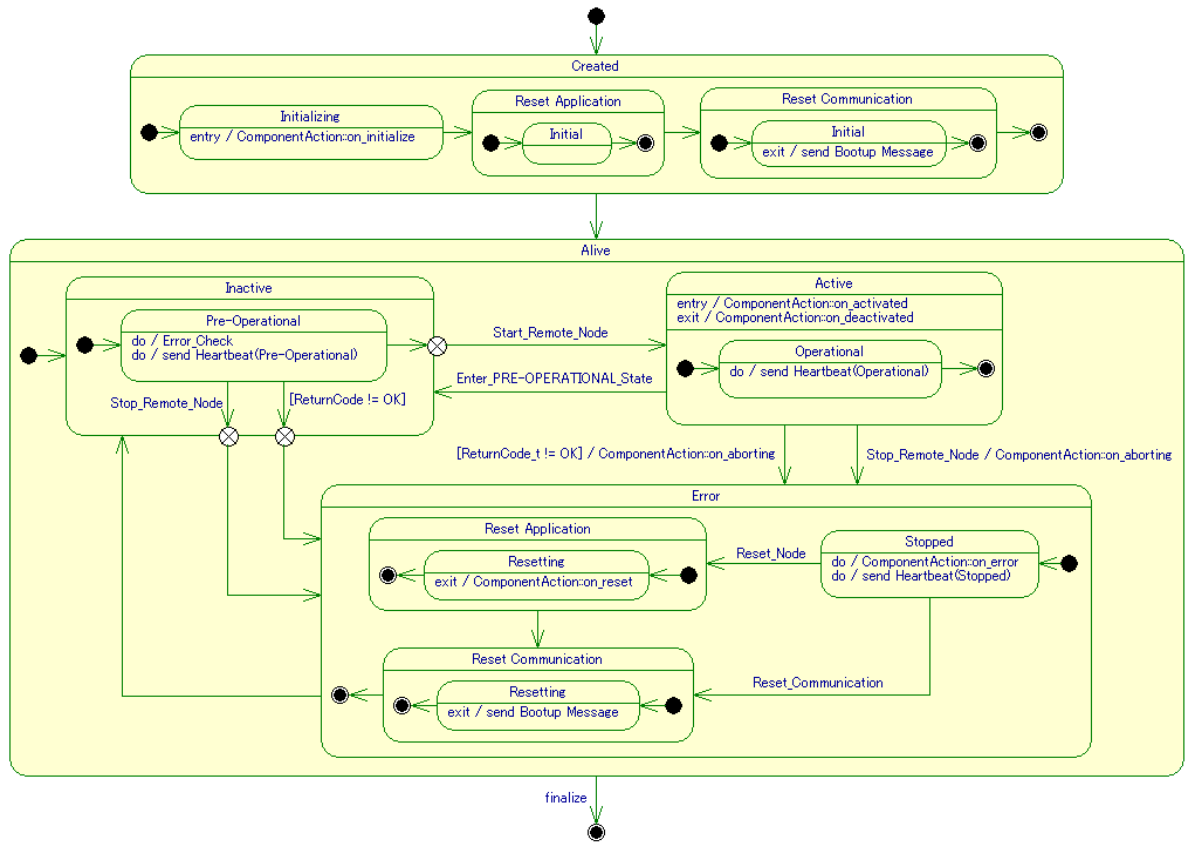 Created
Initializing
entry / ComponentAction::on_initialize
Reset Application
Initial
Reset Communication
Initial
exit / send Bootup Message
Alive
Inactive
Pre-Operational
do / Error_Check
do / send Heartbeat(Pre-Operational)
Stop_Remote_Node
[ReturnCode != OK]
Start_Remote_Node
Enter_PRE-OPERATIONAL_State
Active
entry / ComponentAction::on_activated
exit / ComponentAction::on_deactivated
Operational
do / send Heartbeat(Operational)
[ReturnCode_t != OK] / ComponentAction::on_aborting
Stop_Remote_Node / ComponentAction::on_aborting
Error
Reset Application
Resetting
exit / ComponentAction::on_reset
Reset_Node
Stopped
do / ComponentAction::on_error
do / send Heartbeat(Stopped)
Reset Communication
Resetting
exit / send Bootup Message
Reset_Communication
finalize